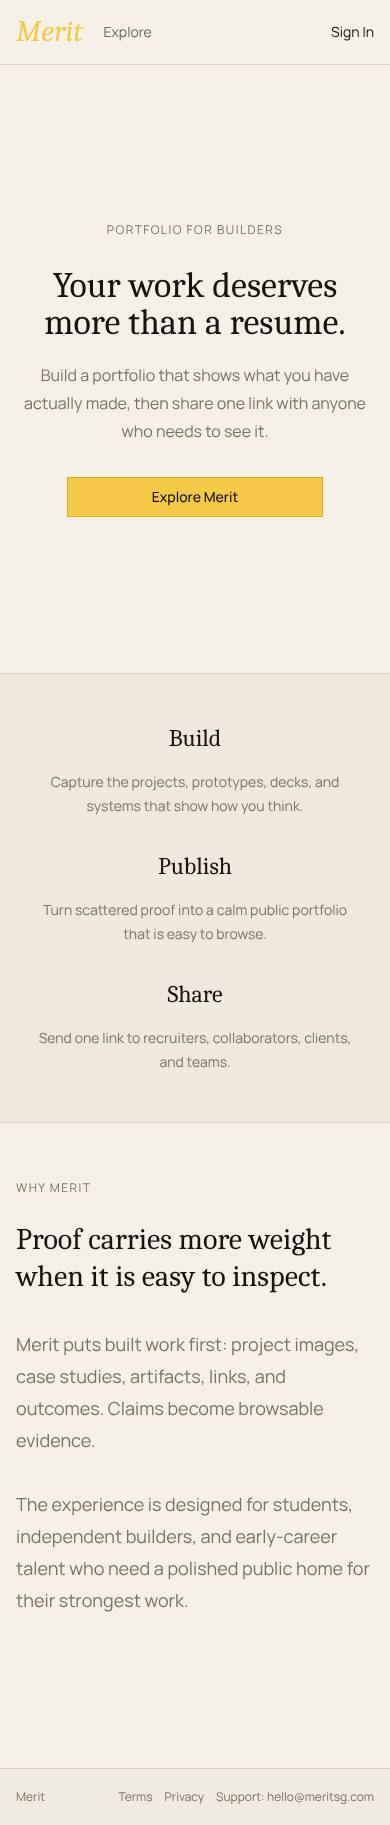 Merit Explore Sign In
PORTFOLIO FOR BUILDERS
Your work deserves
more than a resume.
Build a portfolio that shows what you have
actually made, then share one link with anyone
who needs to see it.
Explore Merit
Build
Capture the projects, prototypes, decks, and
systems that show how you think.
Publish
Turn scattered proof into a calm public portfolio
that is easy to browse.
Share
Send one link to recruiters, collaborators, clients,
and teams.
WHY MERIT
Proof carries more weight
when it is easy to inspect.
Merit puts built work first: project images,
case studies, artifacts, links, and
outcomes. Claims become browsable
evidence.
The experience is designed for students,
independent builders, and early-career
talent who need a polished public home for
their strongest work.
Merit Terms Privacy Support: hello@meritsg.com